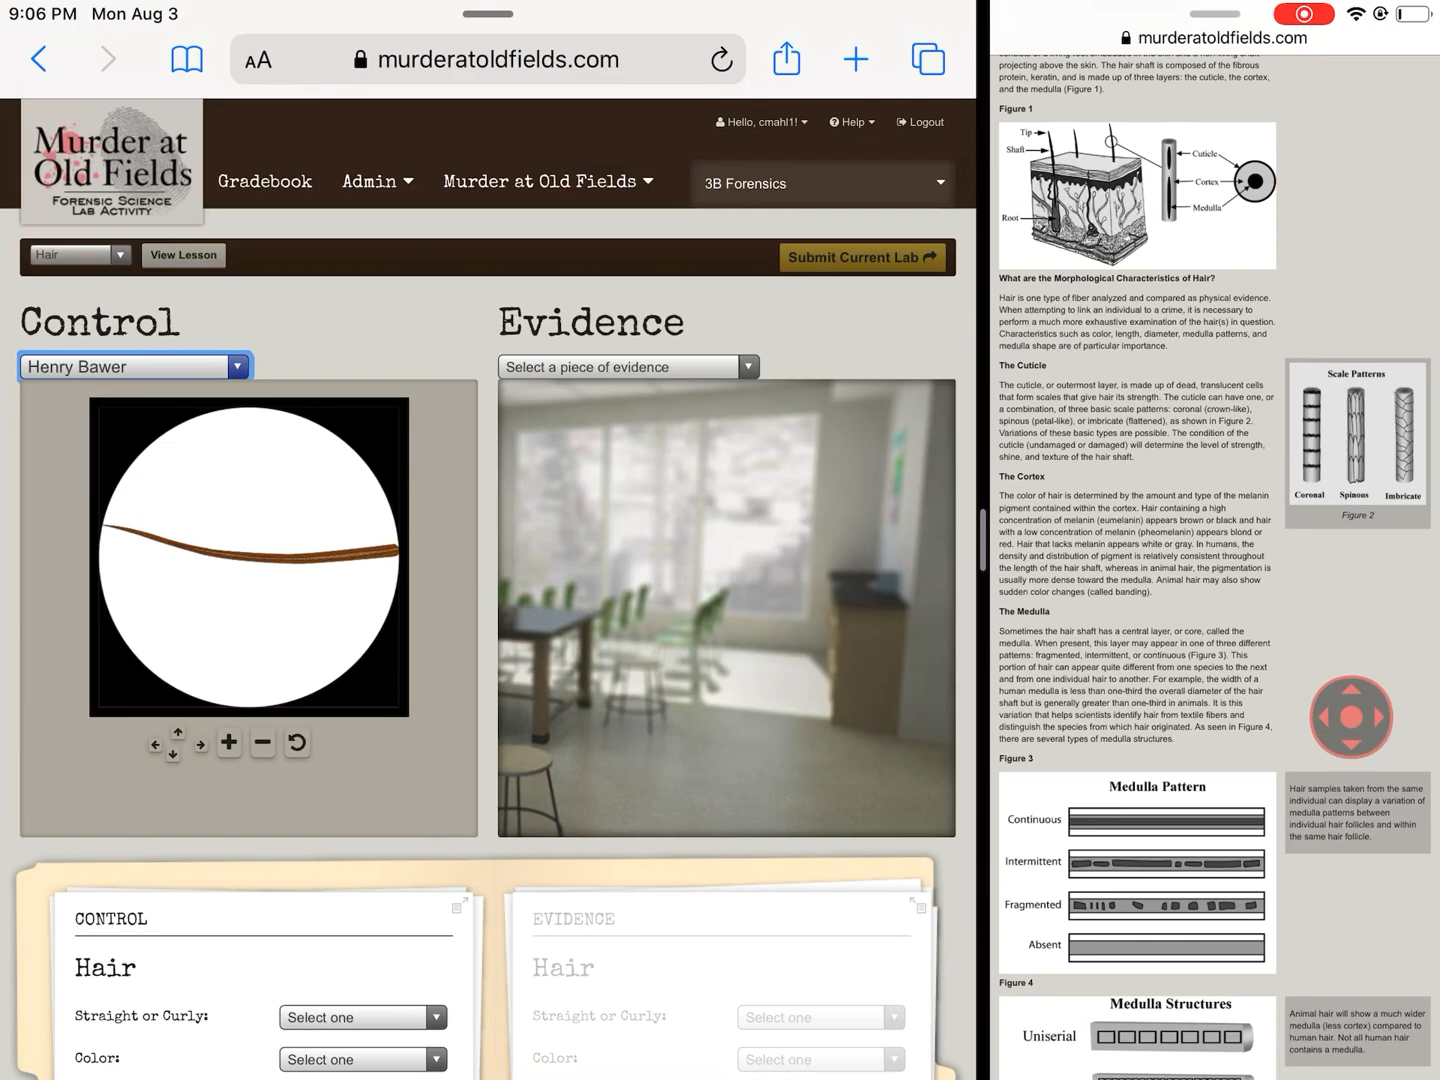 9:06 PM Mon Aug 3
AA
murderatoldfields.com
Murder at
Old Fields
FORENSIC SCIENCE
LAB ACTIVITY
Hello, cmahl1!
Help
Logout
Gradebook
Admin
Murder at Old Fields
3B Forensics
Hair
View Lesson
Submit Current Lab
Control
Henry Bawer
Evidence
Select a piece of evidence
CONTROL
Hair
Straight or Curly:
Select one
Color:
Select one
EVIDENCE
Hair
Straight or Curly:
Select one
Color:
Select one
murderatoldfields.com
projecting above the skin. The hair shaft is composed of the fibrous
protein, keratin, and is made up of three layers: the cuticle, the cortex,
and the medulla (Figure 1).
Figure 1
Tip
Shaft
Root
Cuticle
Cortex
Medulla
What are the Morphological Characteristics of Hair?
Hair is one type of fiber analyzed and compared as physical evidence.
When attempting to link an individual to a crime, it is necessary to
perform a much more exhaustive examination of the hair(s) in question.
Characteristics such as color, length, diameter, medulla patterns, and
medulla shape are of particular importance.
The Cuticle
The cuticle, or outermost layer, is made up of dead, translucent cells
that form scales that give hair its strength. The cuticle can have one, or
a combination, of three basic scale patterns: coronal (crown-like),
spinous (petal-like), or imbricate (flattened), as shown in Figure 2.
Variations of these basic types are possible. The condition of the
cuticle (undamaged or damaged) will determine the level of strength,
shine, and texture of the hair shaft.
Scale Patterns
Coronal Spinous Imbricate
Figure 2
The Cortex
The color of hair is determined by the amount and type of the melanin
pigment contained within the cortex. Hair containing a high
concentration of melanin (eumelanin) appears brown or black and hair
with a low concentration of melanin (pheomelanin) appears blond or
red. Hair that lacks melanin appears white or gray. In humans, the
density and distribution of pigment is relatively consistent throughout
the length of the hair shaft, whereas in animal hair, the pigmentation is
usually more dense toward the medulla. Animal hair may also show
sudden color changes (called banding).
The Medulla
Sometimes the hair shaft has a central layer, or core, called the
medulla. When present, this layer may appear in one of three different
patterns: fragmented, intermittent, or continuous (Figure 3). This
portion of hair can appear quite different from one species to the next
and from one individual hair to another. For example, the width of a
human medulla is less than one-third the overall diameter of the hair
shaft but is generally greater than one-third in animals. It is this
variation that helps scientists identify hair from textile fibers and
distinguish the species from which hair originated. As seen in Figure 4,
there are several types of medulla structures.
Figure 3
Medulla Pattern
Continuous
Intermittent
Fragmented
Absent
Hair samples taken from the same
individual can display a variation of
medulla patterns between
individual hair follicles and within
the same hair follicle.
Figure 4
Medulla Structures
Uniserial
Animal hair will show a much wider
medulla (less cortex) compared to
human hair. Not all human hair
contains a medulla.